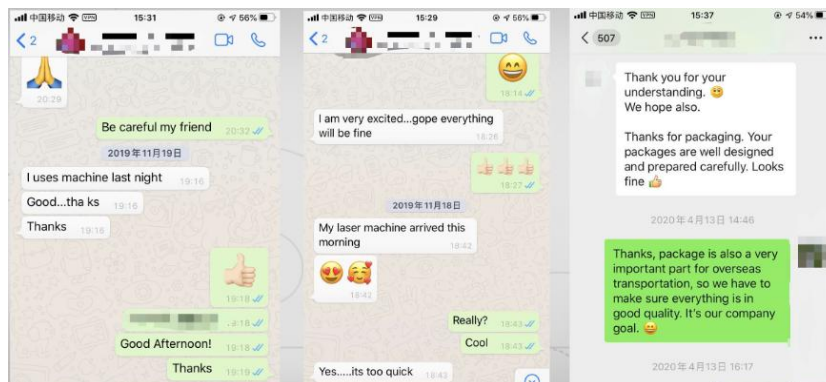 中国移动 VPN 15:31 56%
2
20:29
Be careful my friend 20:32
2019年11月19日
I uses machine last night 19:16
Good...tha ks 19:16
Thanks 19:16
19:18
Good Afternoon! 19:18
Thanks 19:19
中国移动 VPN 15:29 56%
2
18:14
I am very excited...gope everything
will be fine 18:26
18:27
2019年11月18日
My laser machine arrived this
morning 18:42
18:42
Really? 18:43
Cool 18:43
Yes.....its too quick 18:43
中国移动 VPN 15:37 54%
507
Thank you for your
understanding.
We hope also.
Thanks for packaging. Your
packages are well designed
and prepared carefully. Looks
fine
2020年4月13日 14:46
Thanks, package is also a very
important part for overseas
transportation, so we have to
make sure everything is in
good quality. It's our company
goal.
2020年4月13日 16:17